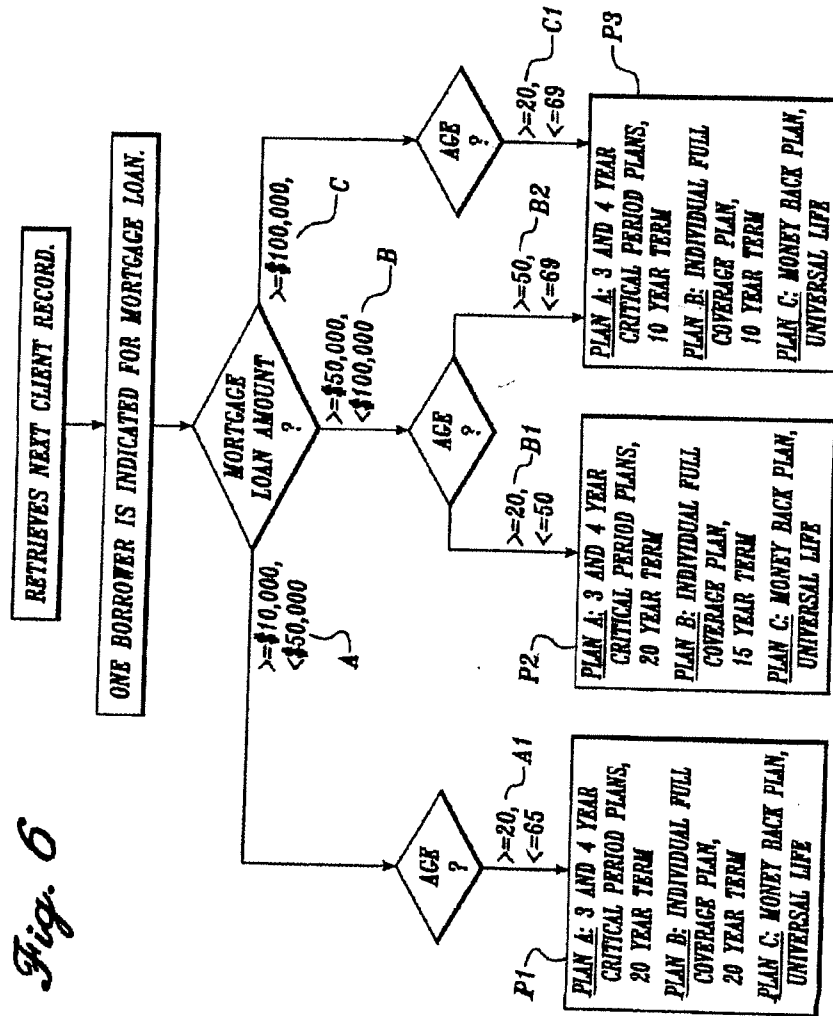 Fig. 6
RETRIEVES NEXT CLIENT RECORD.
ONE BORROWER IS INDICATED FOR MORTGAGE LOAN.
MORTGAGE
LOAN AMOUNT
?
>=$10,000,
<$50,000
A
>=$50,000,
<$100,000
B
>=$100,000,
C
AGE
?
AGE
?
AGE
?
>=20,
<=65
A1
>=20,
<=50
B1
>=50,
<=69
B2
>=20,
<=69
C1
P1
PLAN A: 3 AND 4 YEAR
CRITICAL PERIOD PLANS,
20 YEAR TERM
PLAN B: INDIVIDUAL FULL
COVERAGE PLAN,
20 YEAR TERM
PLAN C: MONEY BACK PLAN,
UNIVERSAL LIFE
P2
PLAN A: 3 AND 4 YEAR
CRITICAL PERIOD PLANS,
20 YEAR TERM
PLAN B: INDIVIDUAL FULL
COVERAGE PLAN,
15 YEAR TERM
PLAN C: MONEY BACK PLAN,
UNIVERSAL LIFE
P3
PLAN A: 3 AND 4 YEAR
CRITICAL PERIOD PLANS,
10 YEAR TERM
PLAN B: INDIVIDUAL FULL
COVERAGE PLAN,
10 YEAR TERM
PLAN C: MONEY BACK PLAN,
UNIVERSAL LIFE